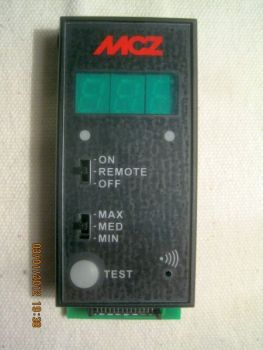 MCZ
- ON
- REMOTE
- OFF
- MAX
- MED
- MIN
TEST